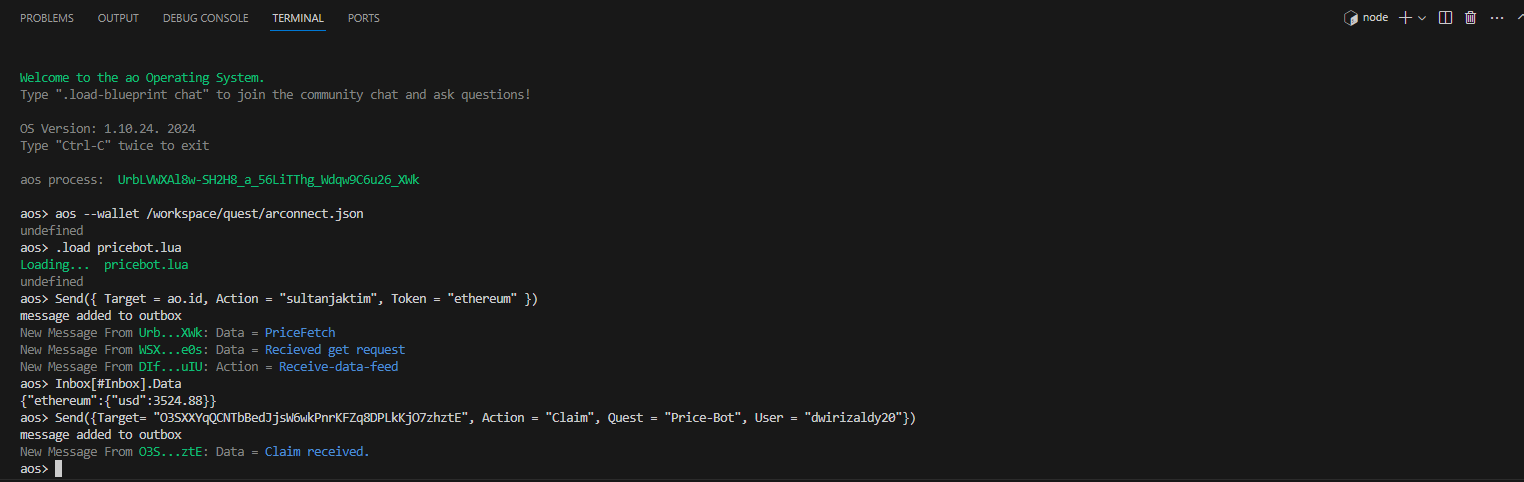 PROBLEMS OUTPUT DEBUG CONSOLE TERMINAL PORTS node
Welcome to the ao Operating System.
Type ".load-blueprint chat" to join the community chat and ask questions!
OS Version: 1.10.24. 2024
Type "Ctrl-C" twice to exit
aos process: UrbLVWXAl8w-SH2H8_a_56LiTThg_Wdqw9C6u26_XWk
aos> aos --wallet /workspace/quest/arconnect.json
undefined
aos> .load pricebot.lua
Loading... pricebot.lua
undefined
aos> Send({ Target = ao.id, Action = "sultanjaktim", Token = "ethereum" })
message added to outbox
New Message From Urb...XWk: Data = PriceFetch
New Message From WSX...e0s: Data = Recieved get request
New Message From DIf...uIU: Action = Receive-data-feed
aos> Inbox[#Inbox].Data
{"ethereum":{"usd":3524.88}}
aos> Send({Target= "O3SXXYqQCNTbBedJjsW6wkPnrKFZq8DPLkKjO7zhztE", Action = "Claim", Quest = "Price-Bot", User = "dwirizaldy20"})
message added to outbox
New Message From O3S...ztE: Data = Claim received.
aos>